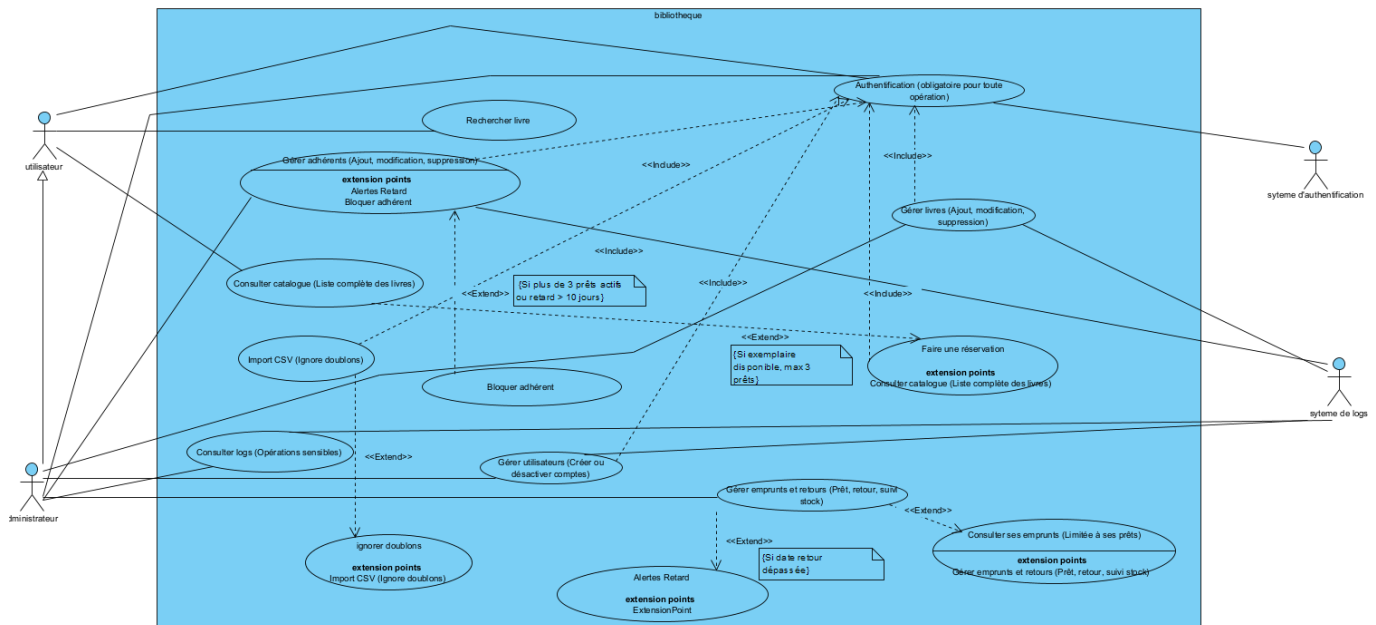 bibliotheque
Authentification (obligatoire pour toute
opération)
Rechercher livre
utilisateur
Gérer adhérents (Ajout, modification, suppression)
extension points
Alertes Retard
Bloquer adhérent
<<Include>>
<<Include>>
syteme d'authentification
Gérer livres (Ajout, modification,
suppression)
<<Include>>
Consulter catalogue (Liste complète des livres)
<<Extend>>
{Si plus de 3 prêts actifs
ou retard > 10 jours}
<<Include>>
<<Include>>
<<Extend>>
{Si exemplaire
disponible, max 3
prêts}
Faire une réservation
extension points
Consulter catalogue (Liste complète des livres)
Import CSV (Ignore doublons)
Bloquer adhérent
syteme de logs
Consulter logs (Opérations sensibles)
<<Extend>>
Gérer utilisateurs (Créer ou
désactiver comptes)
Gérer emprunts et retours (Prêt, retour, suivi
stock)
dministrateur
<<Extend>>
Consulter ses emprunts (Limitée à ses prêts)
extension points
Gérer emprunts et retours (Prêt, retour, suivi stock)
ignorer doublons
extension points
Import CSV (Ignore doublons)
<<Extend>>
{Si date retour
dépassée}
Alertes Retard
extension points
ExtensionPoint